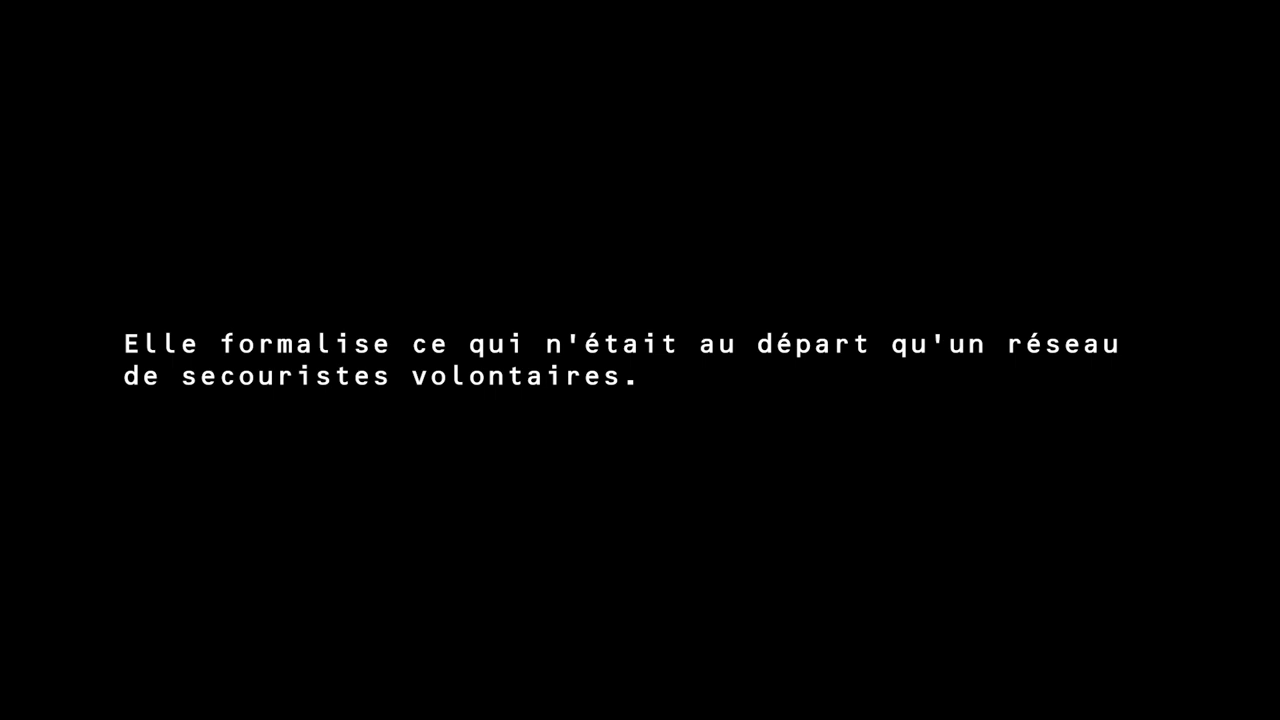 Elle formalise ce qui n'était au départ qu'un réseau
de secouristes volontaires.